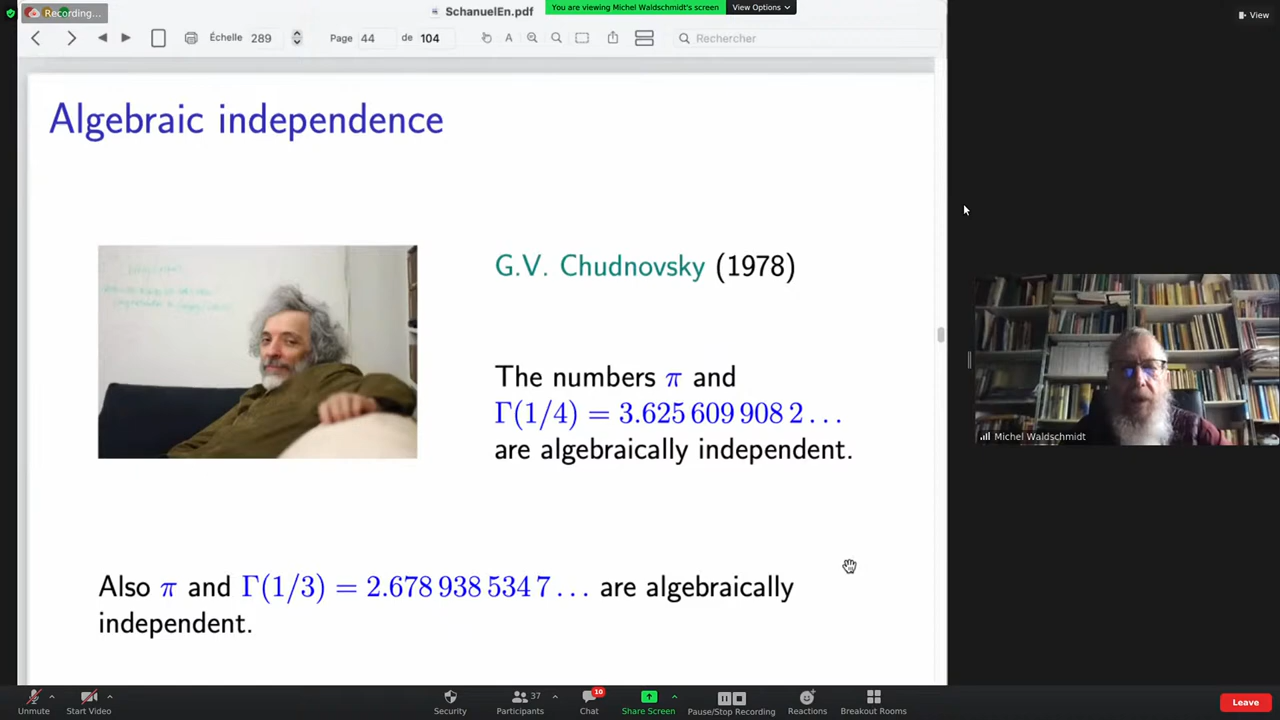 Recording...
SchanuelEn.pdf
You are viewing Michel Waldschmidt's screen
View Options
View
Échelle 289
Page 44 de 104
Rechercher
Algebraic independence
G.V. Chudnovsky (1978)
The numbers π and
Γ(1/4) = 3.625 609 908 2 . . .
are algebraically independent.
Also π and Γ(1/3) = 2.678 938 534 7 . . . are algebraically
independent.
Michel Waldschmidt
Unmute
Start Video
Security
Participants 37
Chat 10
Share Screen
Pause/Stop Recording
Reactions
Breakout Rooms
Leave